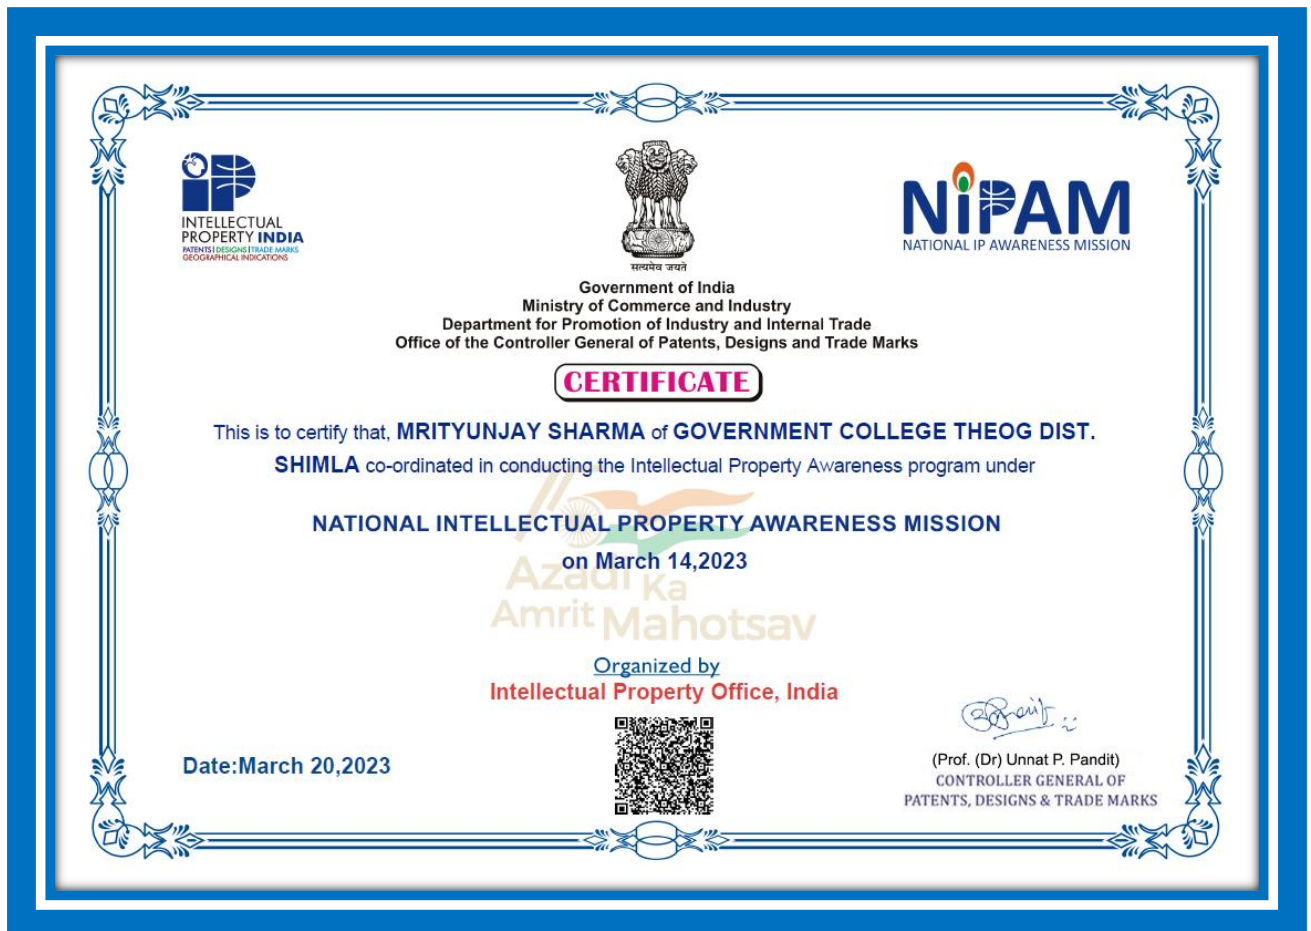 INTELLECTUAL
PROPERTY INDIA
PATENTS | DESIGNS | TRADE MARKS
GEOGRAPHICAL INDICATIONS
सत्यमेव जयते
NiPAM
NATIONAL IP AWARENESS MISSION
Government of India
Ministry of Commerce and Industry
Department for Promotion of Industry and Internal Trade
Office of the Controller General of Patents, Designs and Trade Marks
CERTIFICATE
This is to certify that, MRITYUNJAY SHARMA of GOVERNMENT COLLEGE THEOG DIST.
SHIMLA co-ordinated in conducting the Intellectual Property Awareness program under
NATIONAL INTELLECTUAL PROPERTY AWARENESS MISSION
on March 14,2023
Azadi Ka
Amrit Mahotsav
Organized by
Intellectual Property Office, India
Date:March 20,2023
(Prof. (Dr) Unnat P. Pandit)
CONTROLLER GENERAL OF
PATENTS, DESIGNS & TRADE MARKS